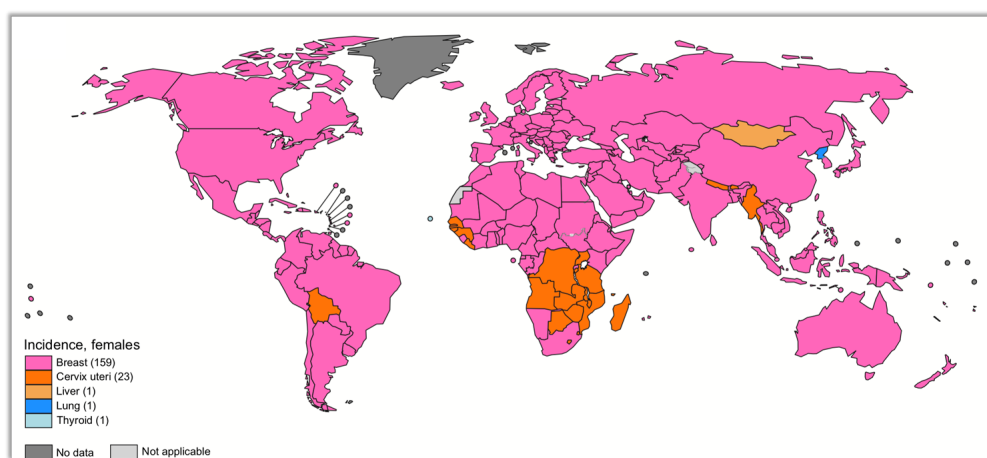 Incidence, females
Breast (159)
Cervix uteri (23)
Liver (1)
Lung (1)
Thyroid (1)
No data
Not applicable